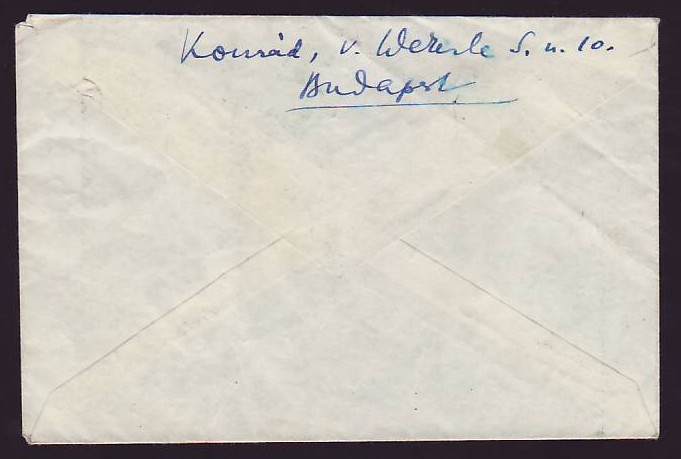 Konrád, v. Wekerle S. u. 10.
Budapest